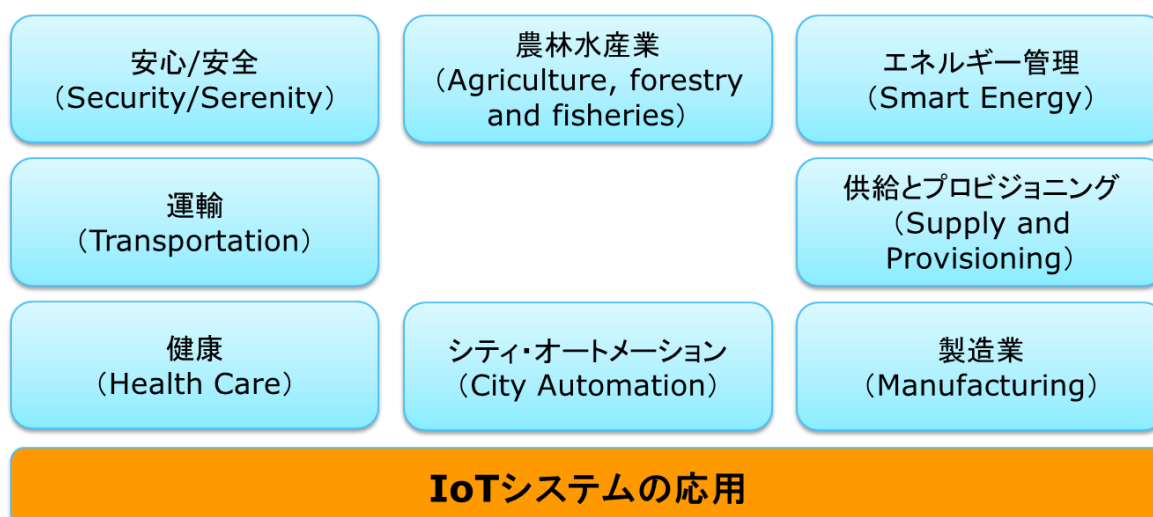 安心/安全
（Security/Serenity）
農林水産業
（Agriculture, forestry
and fisheries）
エネルギー管理
（Smart Energy）
運輸
（Transportation）
供給とプロビジョニング
（Supply and
Provisioning）
健康
（Health Care）
シティ・オートメーション
（City Automation）
製造業
（Manufacturing）
IoTシステムの応用